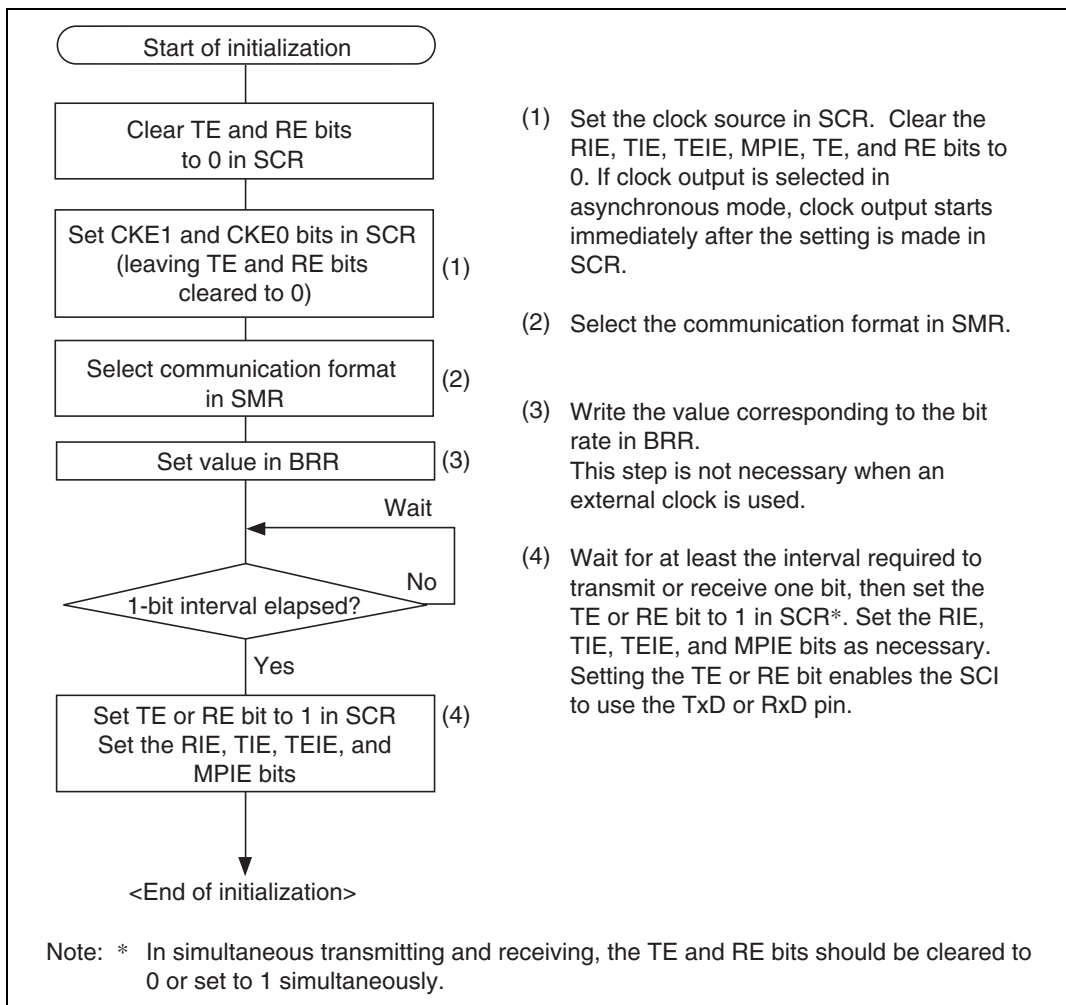 Start of initialization
Clear TE and RE bits
to 0 in SCR
Set CKE1 and CKE0 bits in SCR
(leaving TE and RE bits
cleared to 0)
(1)
Select communication format
in SMR
(2)
Set value in BRR
(3)
Wait
No
1-bit interval elapsed?
Yes
Set TE or RE bit to 1 in SCR
Set the RIE, TIE, TEIE, and
MPIE bits
(4)
<End of initialization>
(1) Set the clock source in SCR. Clear the
RIE, TIE, TEIE, MPIE, TE, and RE bits to
0. If clock output is selected in
asynchronous mode, clock output starts
immediately after the setting is made in
SCR.
(2) Select the communication format in SMR.
(3) Write the value corresponding to the bit
rate in BRR.
This step is not necessary when an
external clock is used.
(4) Wait for at least the interval required to
transmit or receive one bit, then set the
TE or RE bit to 1 in SCR*. Set the RIE,
TIE, TEIE, and MPIE bits as necessary.
Setting the TE or RE bit enables the SCI
to use the TxD or RxD pin.
Note: * In simultaneous transmitting and receiving, the TE and RE bits should be cleared to
0 or set to 1 simultaneously.